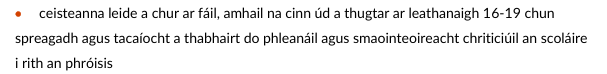 • ceisteanna leide a chur ar fáil, amhail na cinn úd a thugtar ar leathanaigh 16-19 chun
spreagadh agus tacaíocht a thabhairt do phleanáil agus smaointeoireacht chriticiúil an scoláire
i rith an phróisis